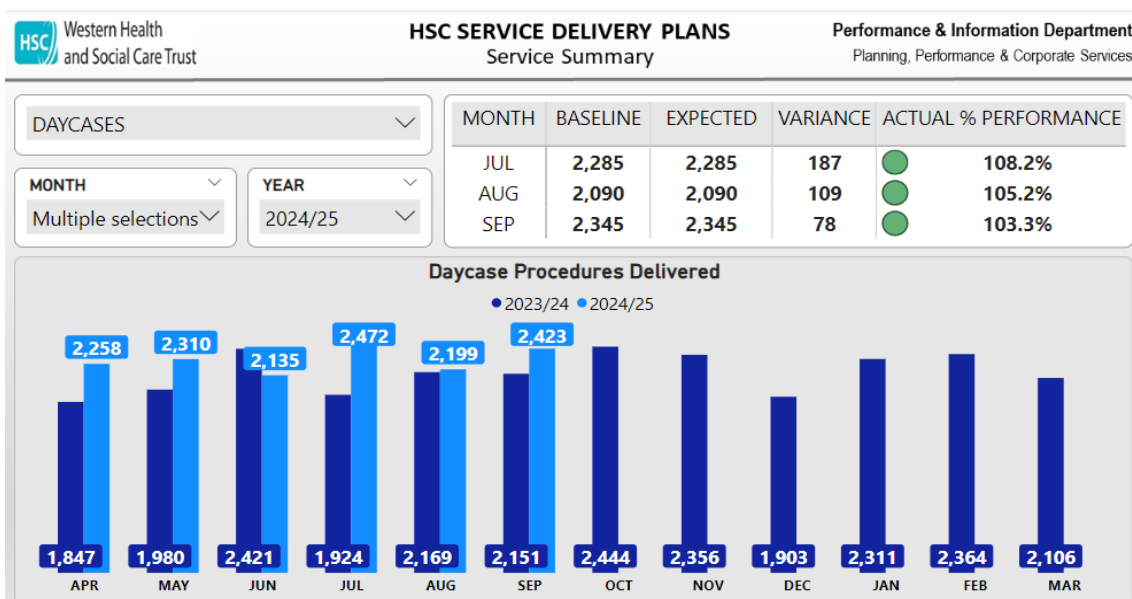 HSC
Western Health
and Social Care Trust
HSC SERVICE DELIVERY PLANS
Service Summary
Performance & Information Department
Planning, Performance & Corporate Services
DAYCASES
MONTH
Multiple selections
YEAR
2024/25
MONTH BASELINE EXPECTED VARIANCE ACTUAL % PERFORMANCE
JUL 2,285 2,285 187 108.2%
AUG 2,090 2,090 109 105.2%
SEP 2,345 2,345 78 103.3%
Daycase Procedures Delivered
2023/24 2024/25
2,258 2,310 2,135 2,472 2,199 2,423
1,847 1,980 2,421 1,924 2,169 2,151 2,444 2,356 1,903 2,311 2,364 2,106
APR MAY JUN JUL AUG SEP OCT NOV DEC JAN FEB MAR